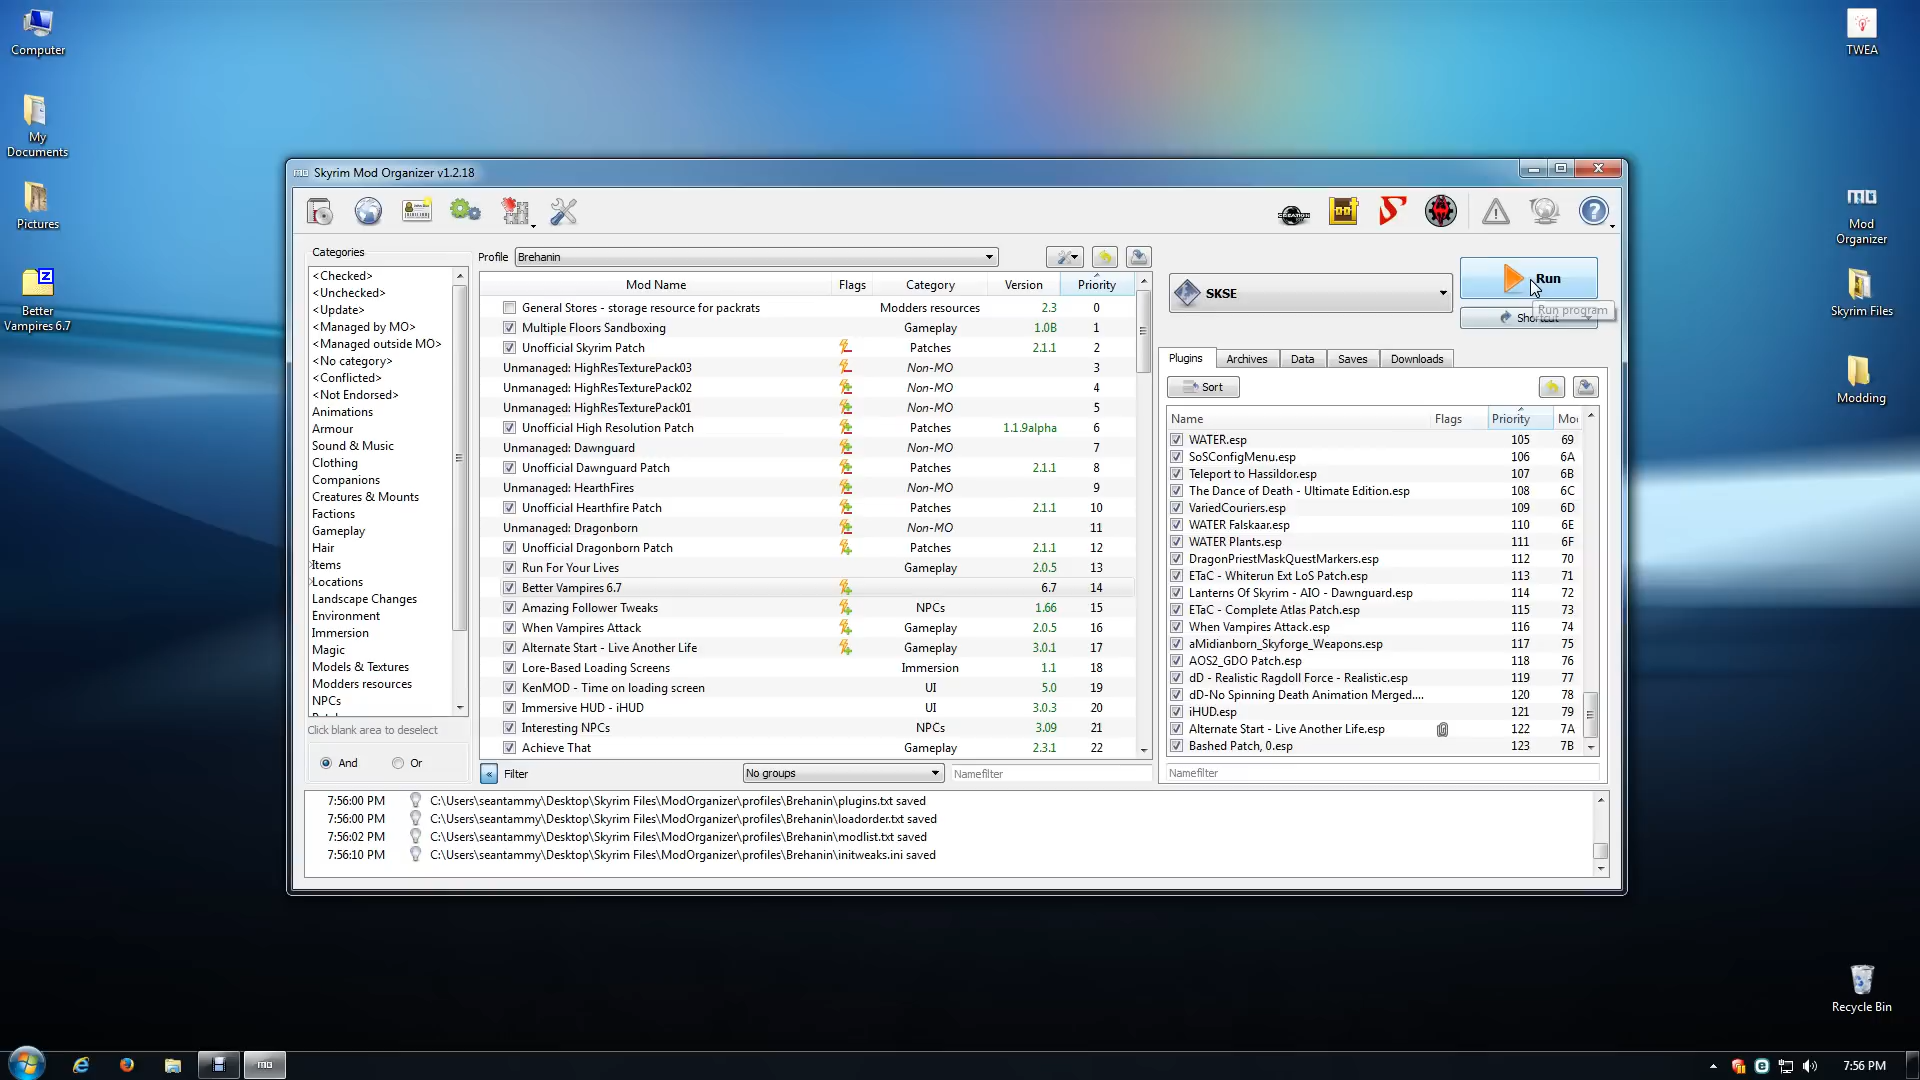 Computer
My
Documents
Pictures
Better
Vampires 6.7
TWEA
Mod
Organizer
Skyrim Files
Modding
Recycle Bin
Skyrim Mod Organizer v1.2.18
Categories
<Checked>
<Unchecked>
<Update>
<Managed by MO>
<Managed outside MO>
<No category>
<Conflicted>
<Not Endorsed>
Animations
Armour
Sound & Music
Clothing
Companions
Creatures & Mounts
Factions
Gameplay
Hair
Items
Locations
Landscape Changes
Environment
Immersion
Magic
Models & Textures
Modders resources
NPCs
Click blank area to deselect
And Or
Profile Brehanin
Mod Name Flags Category Version Priority
General Stores - storage resource for packrats Modders resources 2.3 0
Multiple Floors Sandboxing Gameplay 1.0B 1
Unofficial Skyrim Patch Patches 2.1.1 2
Unmanaged: HighResTexturePack03 Non-MO 3
Unmanaged: HighResTexturePack02 Non-MO 4
Unmanaged: HighResTexturePack01 Non-MO 5
Unofficial High Resolution Patch Patches 1.1.9alpha 6
Unmanaged: Dawnguard Non-MO 7
Unofficial Dawnguard Patch Patches 2.1.1 8
Unmanaged: HearthFires Non-MO 9
Unofficial Hearthfire Patch Patches 2.1.1 10
Unmanaged: Dragonborn Non-MO 11
Unofficial Dragonborn Patch Patches 2.1.1 12
Run For Your Lives Gameplay 2.0.5 13
Better Vampires 6.7 6.7 14
Amazing Follower Tweaks NPCs 1.66 15
When Vampires Attack Gameplay 2.0.5 16
Alternate Start - Live Another Life Gameplay 3.0.1 17
Lore-Based Loading Screens Immersion 1.1 18
KenMOD - Time on loading screen UI 5.0 19
Immersive HUD - iHUD UI 3.0.3 20
Interesting NPCs NPCs 3.09 21
Achieve That Gameplay 2.3.1 22
Filter No groups Namefilter
SKSE
Run
Shortcut
Run program
Plugins Archives Data Saves Downloads
Sort
Name Flags Priority Mod
WATER.esp 105 69
SoSConfigMenu.esp 106 6A
Teleport to Hassildor.esp 107 6B
The Dance of Death - Ultimate Edition.esp 108 6C
VariedCouriers.esp 109 6D
WATER Falskaar.esp 110 6E
WATER Plants.esp 111 6F
DragonPriestMaskQuestMarkers.esp 112 70
ETaC - Whiterun Ext LoS Patch.esp 113 71
Lanterns Of Skyrim - AIO - Dawnguard.esp 114 72
ETaC - Complete Atlas Patch.esp 115 73
When Vampires Attack.esp 116 74
aMidianborn_Skyforge_Weapons.esp 117 75
AOS2_GDO Patch.esp 118 76
dD - Realistic Ragdoll Force - Realistic.esp 119 77
dD-No Spinning Death Animation Merged.... 120 78
iHUD.esp 121 79
Alternate Start - Live Another Life.esp 122 7A
Bashed Patch, 0.esp 123 7B
Namefilter
7:56:00 PM C:\Users\seantammy\Desktop\Skyrim Files\ModOrganizer\profiles\Brehanin\plugins.txt saved
7:56:00 PM C:\Users\seantammy\Desktop\Skyrim Files\ModOrganizer\profiles\Brehanin\loadorder.txt saved
7:56:02 PM C:\Users\seantammy\Desktop\Skyrim Files\ModOrganizer\profiles\Brehanin\modlist.txt saved
7:56:10 PM C:\Users\seantammy\Desktop\Skyrim Files\ModOrganizer\profiles\Brehanin\initweaks.ini saved
7:56 PM